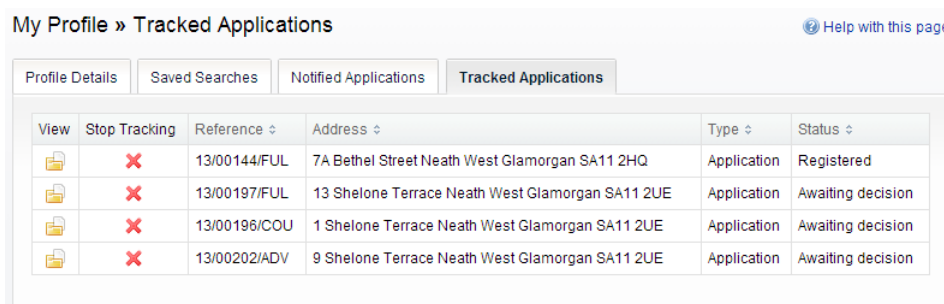 My Profile » Tracked Applications
Help with this page
Profile Details Saved Searches Notified Applications Tracked Applications
View Stop Tracking Reference Address Type Status
13/00144/FUL 7A Bethel Street Neath West Glamorgan SA11 2HQ Application Registered
13/00197/FUL 13 Shelone Terrace Neath West Glamorgan SA11 2UE Application Awaiting decision
13/00196/COU 1 Shelone Terrace Neath West Glamorgan SA11 2UE Application Awaiting decision
13/00202/ADV 9 Shelone Terrace Neath West Glamorgan SA11 2UE Application Awaiting decision